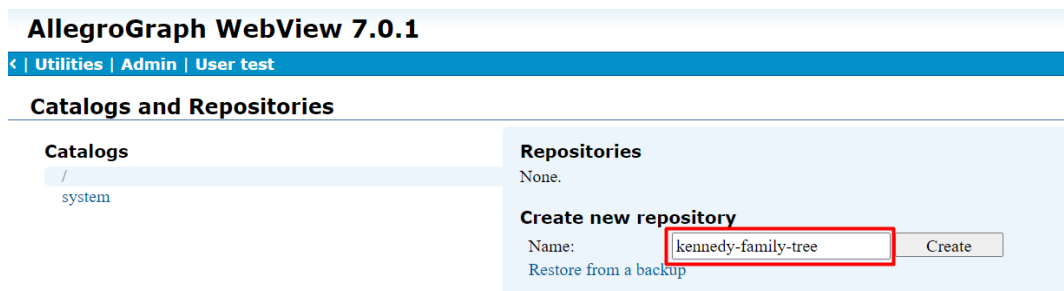 AllegroGraph WebView 7.0.1
< | Utilities | Admin | User test
Catalogs and Repositories
Catalogs
/
system
Repositories
None.
Create new repository
Name: kennedy-family-tree Create
Restore from a backup